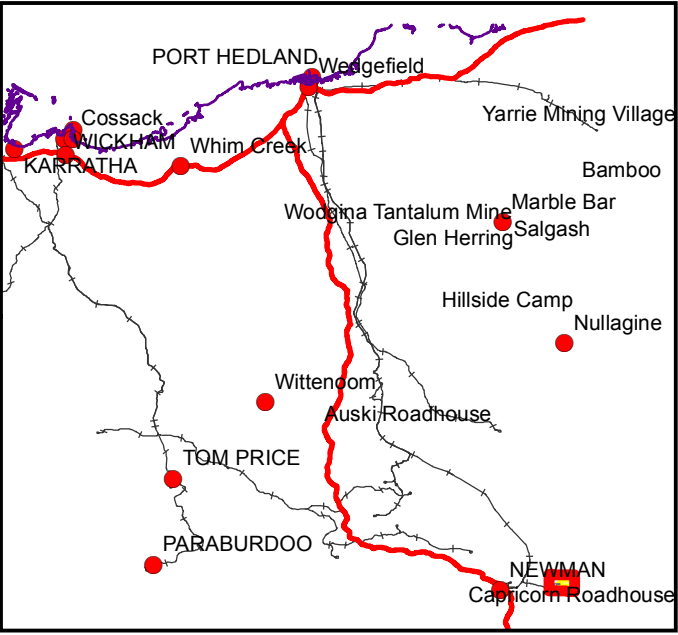 PORT HEDLAND
Wedgefield
Yarrie Mining Village
Cossack
WICKHAM
Whim Creek
KARRATHA
Bamboo
Marble Bar
Wodgina Tantalum Mine
Salgash
Glen Herring
Hillside Camp
Nullagine
Wittenoom
Auski Roadhouse
TOM PRICE
PARABURDOO
NEWMAN
Capricorn Roadhouse